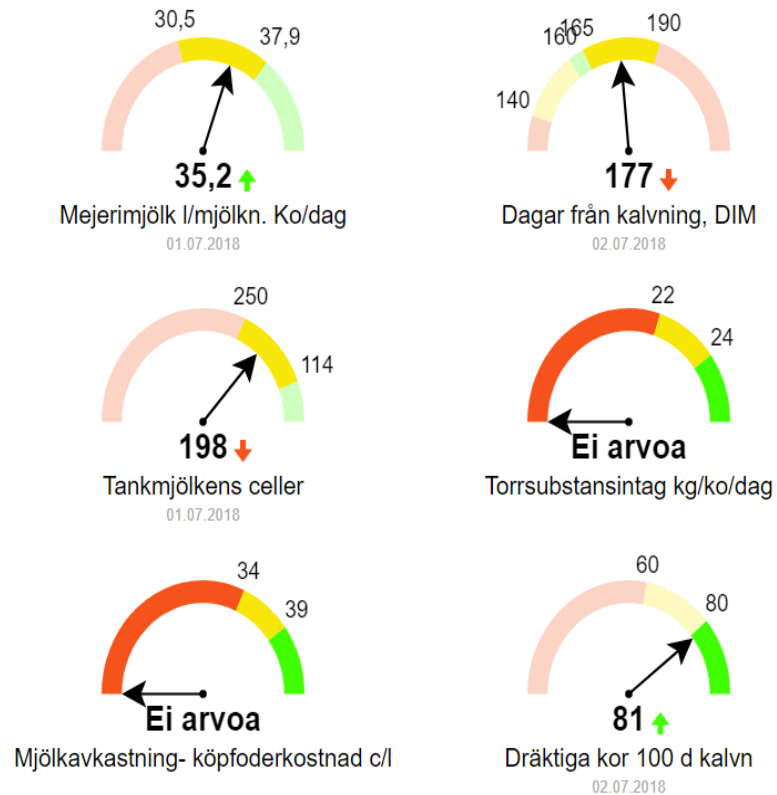 30,5
37,9
35,2
Mejerimjölk l/mjölkn. Ko/dag
01.07.2018
140
160
165
190
177
Dagar från kalvning, DIM
02.07.2018
250
114
198
Tankmjölkens celler
01.07.2018
22
24
Ei arvoa
Torrsubstansintag kg/ko/dag
34
39
Ei arvoa
Mjölkavkastning- köpfoderkostnad c/l
60
80
81
Dräktiga kor 100 d kalvn
02.07.2018